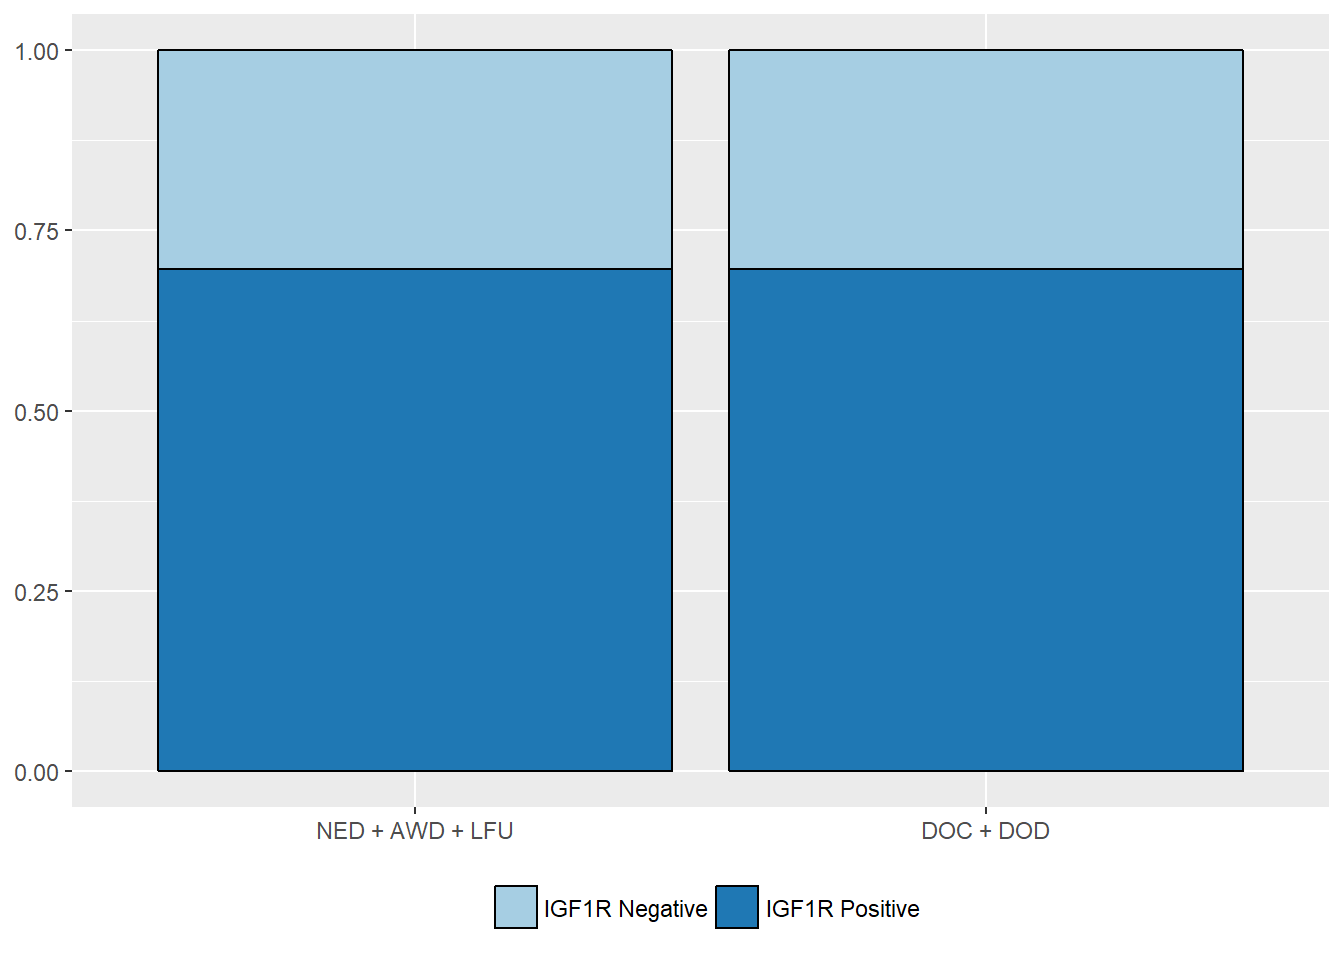 1.00
0.75
0.50
0.25
0.00
NED + AWD + LFU
DOC + DOD
IGF1R Negative
IGF1R Positive